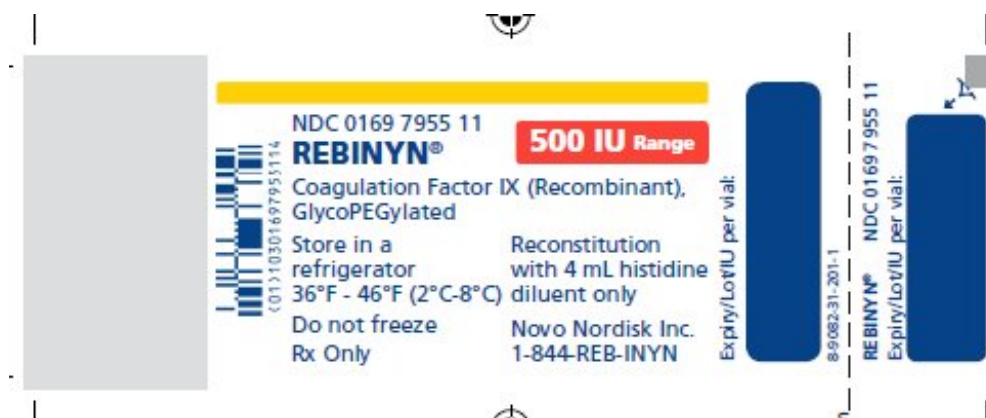 NDC 0169 7955 11
REBINYN®
500 IU Range
Coagulation Factor IX (Recombinant),
GlycoPEGylated
Store in a
refrigerator
36°F - 46°F (2°C-8°C)
Do not freeze
Rx Only
Reconstitution
with 4 mL histidine
diluent only
Novo Nordisk Inc.
1-844-REB-INYN
(01)10301697955114
Expiry/Lot/IU per vial:
8-9082-31-201-1
REBINYN® NDC 0169 7955 11
Expiry/Lot/IU per vial: